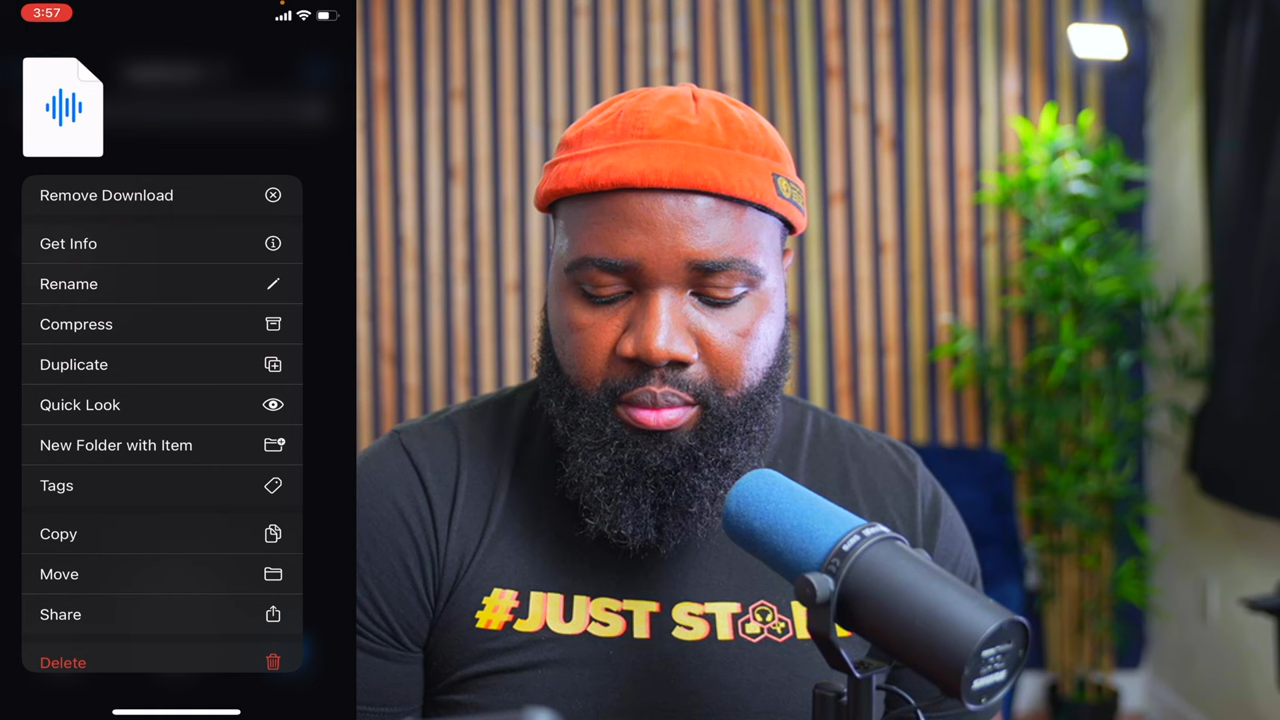 3:57
Remove Download
Get Info
Rename
Compress
Duplicate
Quick Look
New Folder with Item
Tags
Copy
Move
Share
Delete
#JUST